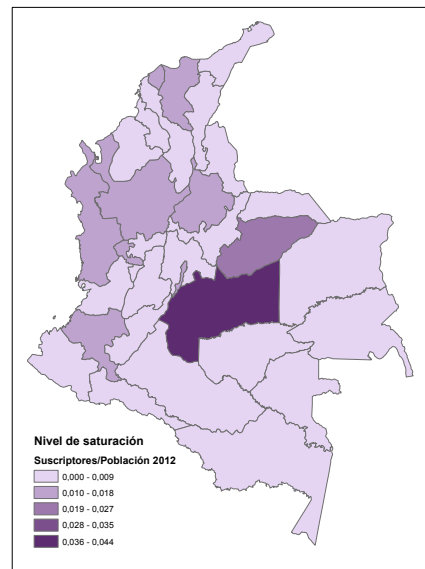 Nivel de saturación
Suscriptores/Población 2012
0,000 - 0,009
0,010 - 0,018
0,019 - 0,027
0,028 - 0,035
0,036 - 0,044